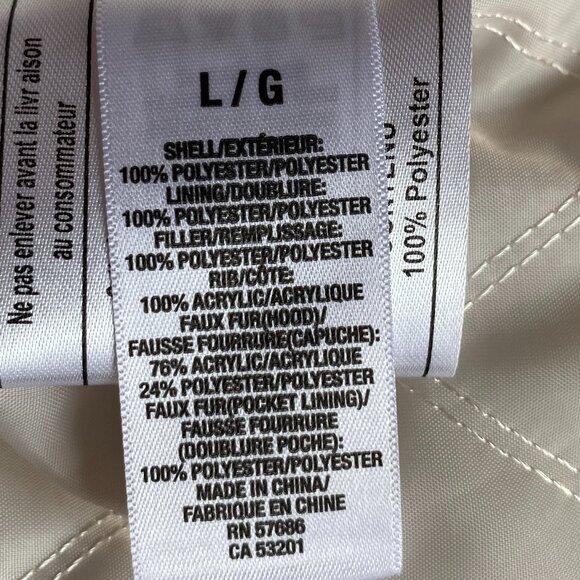 L / G
SHELL/EXTÉRIEUR:
100% POLYESTER/POLYESTER
LINING/DOUBLURE:
100% POLYESTER/POLYESTER
FILLER/REMPLISSAGE:
100% POLYESTER/POLYESTER
RIB/CÔTE:
100% ACRYLIC/ACRYLIQUE
FAUX FUR(HOOD)/
FAUSSE FOURRURE(CAPUCHE):
76% ACRYLIC/ACRYLIQUE
24% POLYESTER/POLYESTER
FAUX FUR(POCKET LINING)/
FAUSSE FOURRURE
(DOUBLURE POCHE):
100% POLYESTER/POLYESTER
MADE IN CHINA/
FABRIQUE EN CHINE
RN 57686
CA 53201
Ne pas enlever avant la livr aison
au consommateur
100% Polyester